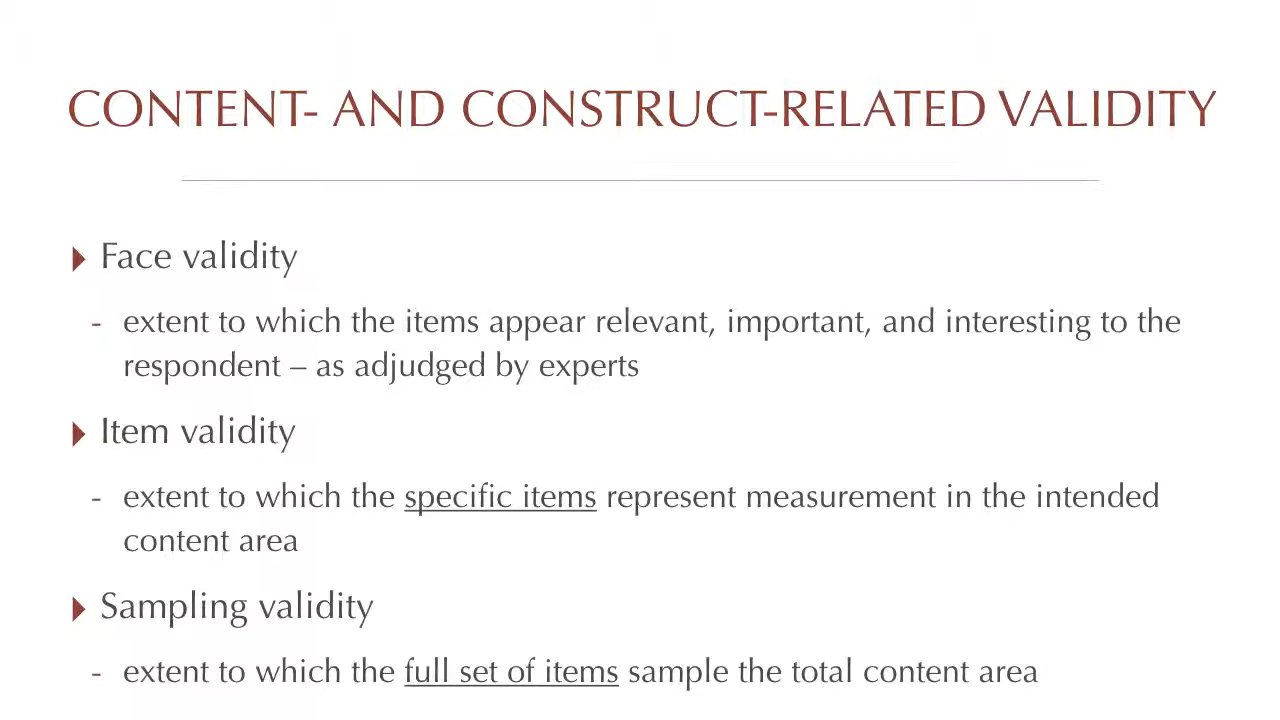 CONTENT- AND CONSTRUCT-RELATED VALIDITY
Face validity
- extent to which the items appear relevant, important, and interesting to the
respondent – as adjudged by experts
Item validity
- extent to which the specific items represent measurement in the intended
content area
Sampling validity
- extent to which the full set of items sample the total content area